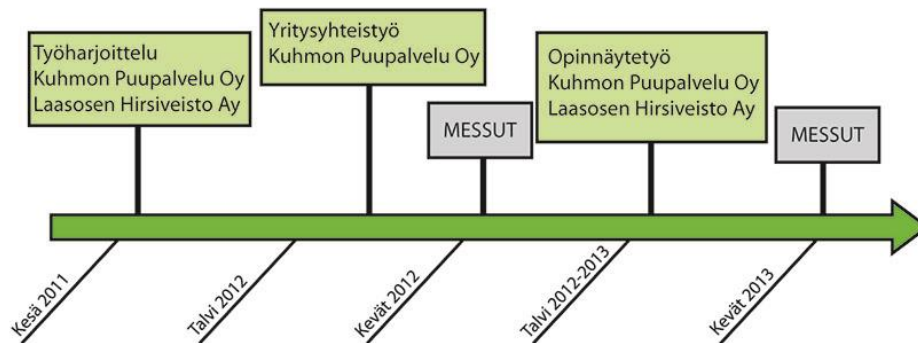 Työharjoittelu
Kuhmon Puupalvelu Oy
Laasosen Hirsiveisto Ay
Yritysyhteistyö
Kuhmon Puupalvelu Oy
MESSUT
Opinnäytetyö
Kuhmon Puupalvelu Oy
Laasosen Hirsiveisto Ay
MESSUT
Kesä 2011
Talvi 2012
Kevät 2012
Talvi 2012-2013
Kevät 2013